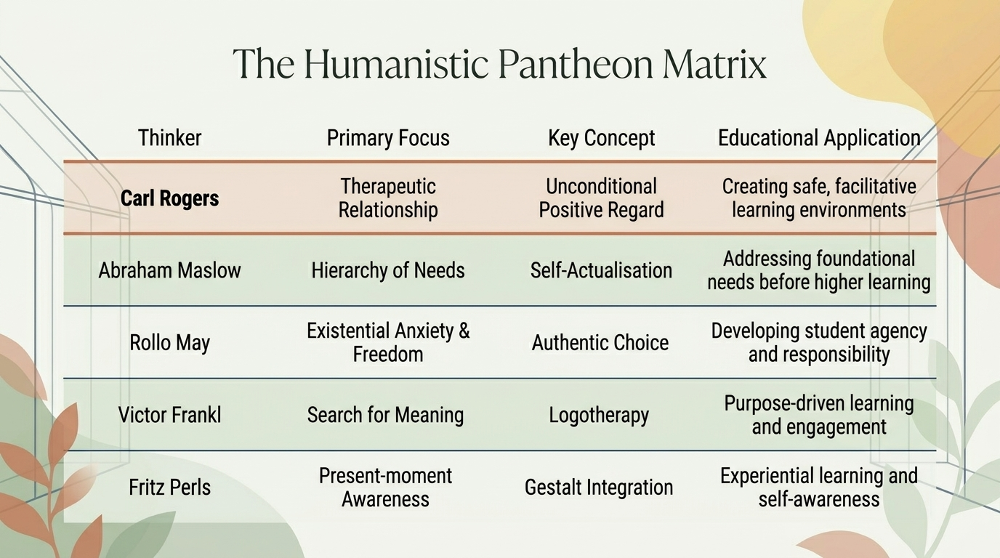 The Humanistic Pantheon Matrix
Thinker
Primary Focus
Key Concept
Educational Application
Carl Rogers
Therapeutic
Relationship
Unconditional
Positive Regard
Creating safe, facilitative
learning environments
Abraham Maslow
Hierarchy of Needs
Self-Actualisation
Addressing foundational
needs before higher learning
Rollo May
Existential Anxiety &
Freedom
Authentic Choice
Developing student agency
and responsibility
Victor Frankl
Search for Meaning
Logotherapy
Purpose-driven learning
and engagement
Fritz Perls
Present-moment
Awareness
Gestalt Integration
Experiential learning and
self-awareness